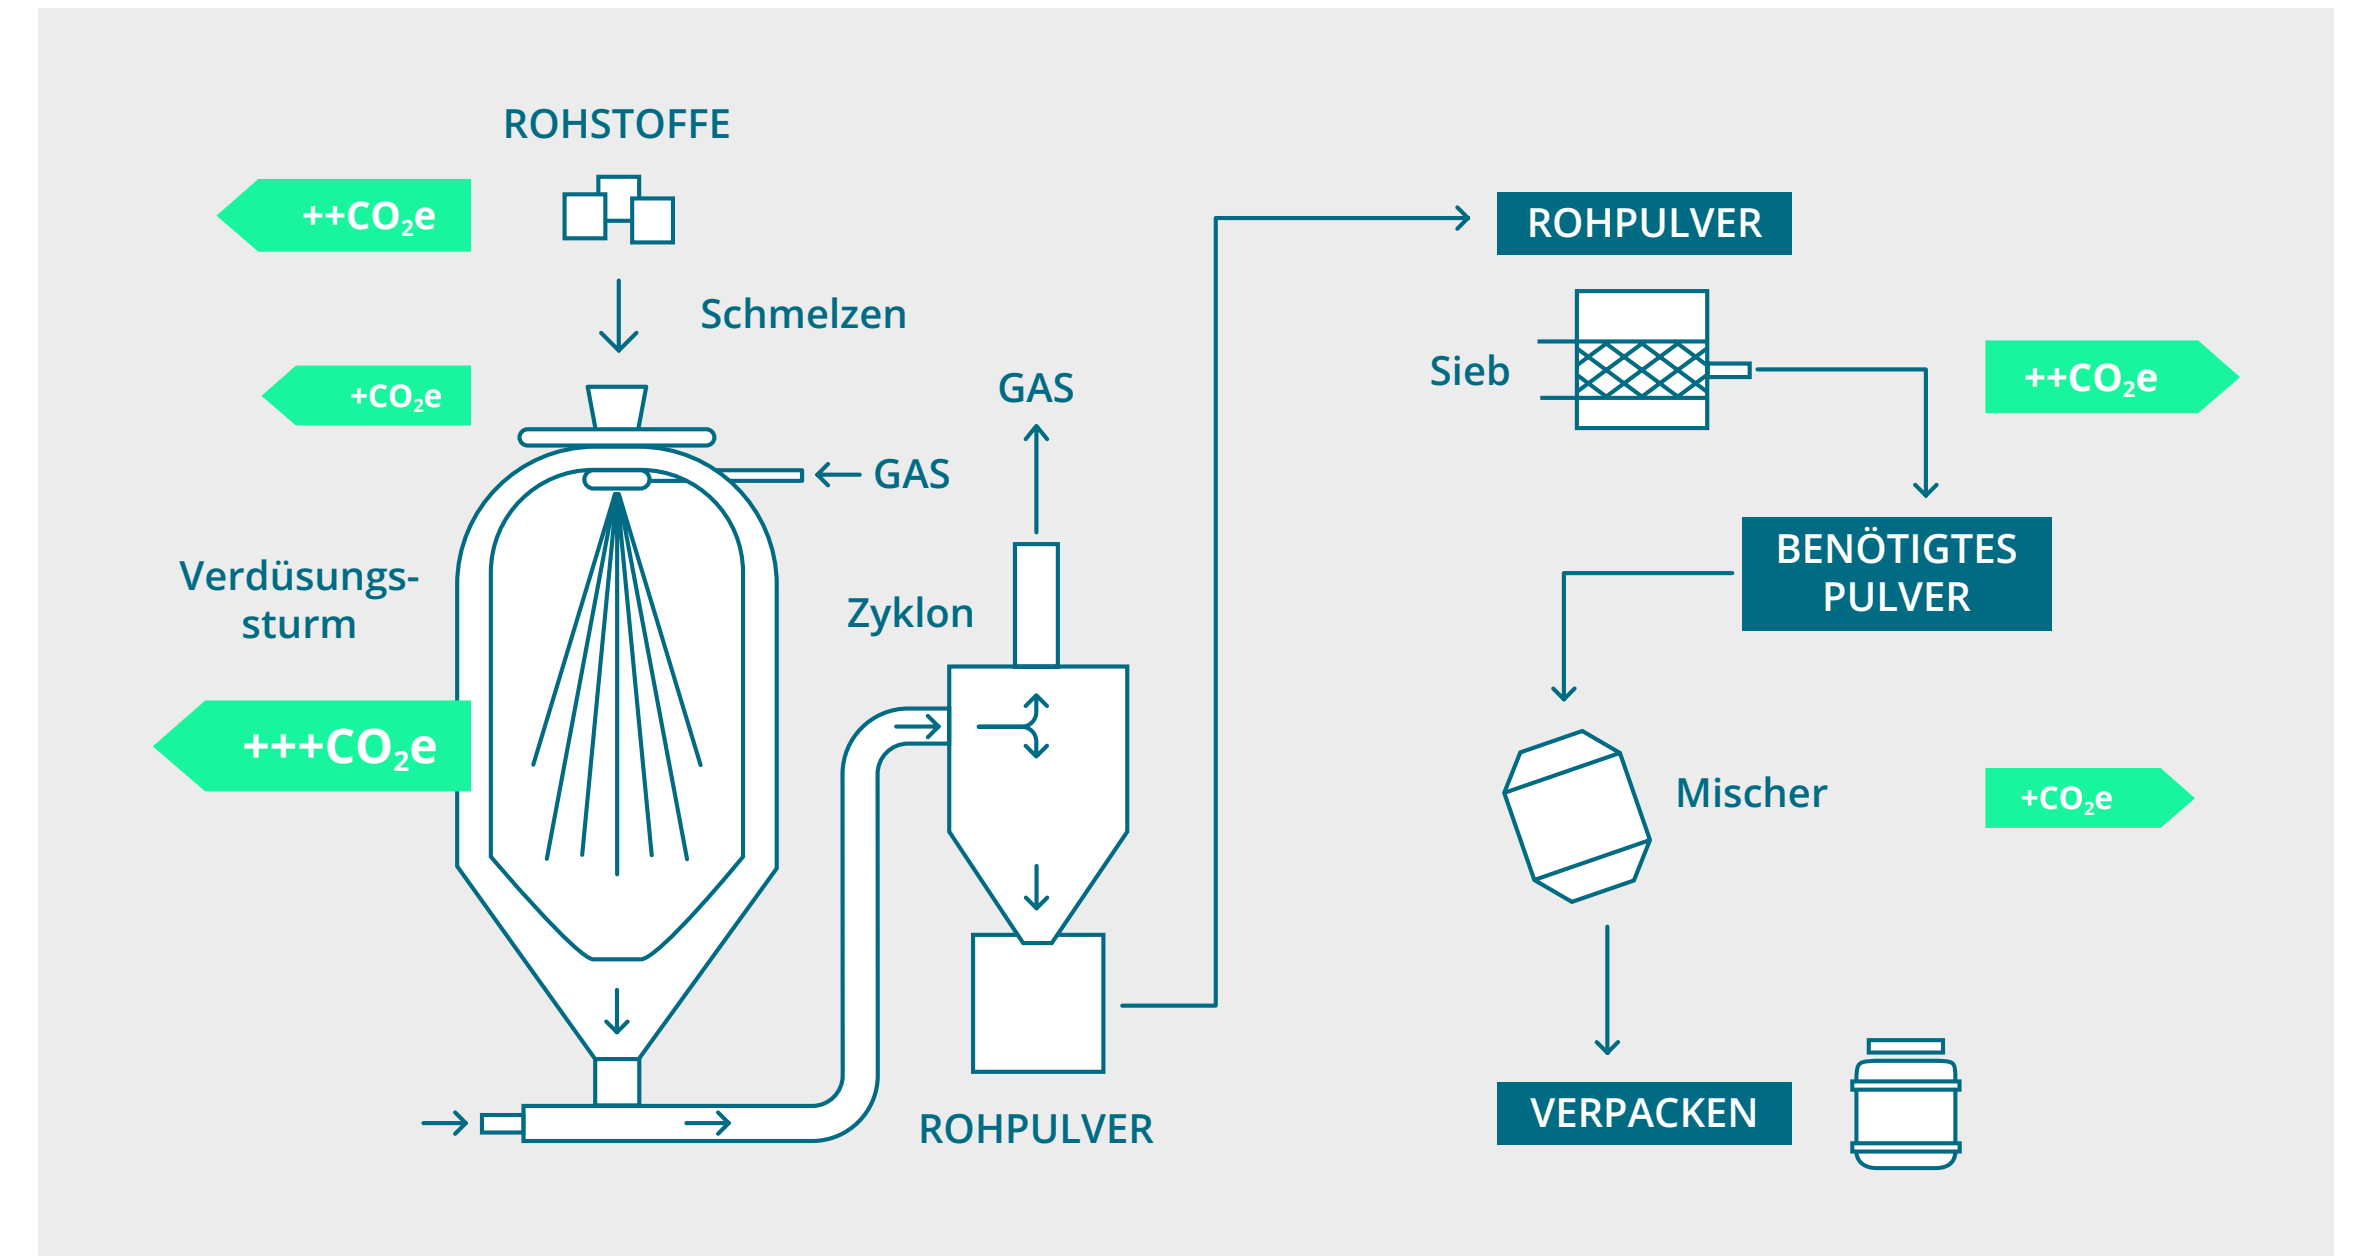 ROHSTOFFE
++CO₂e
Schmelzen
+CO₂e
GAS
GAS
Verdüsungs-
sturm
Zyklon
+++CO₂e
ROHPULVER
ROHPULVER
Sieb
++CO₂e
BENÖTIGTES
PULVER
Mischer
+CO₂e
VERPACKEN